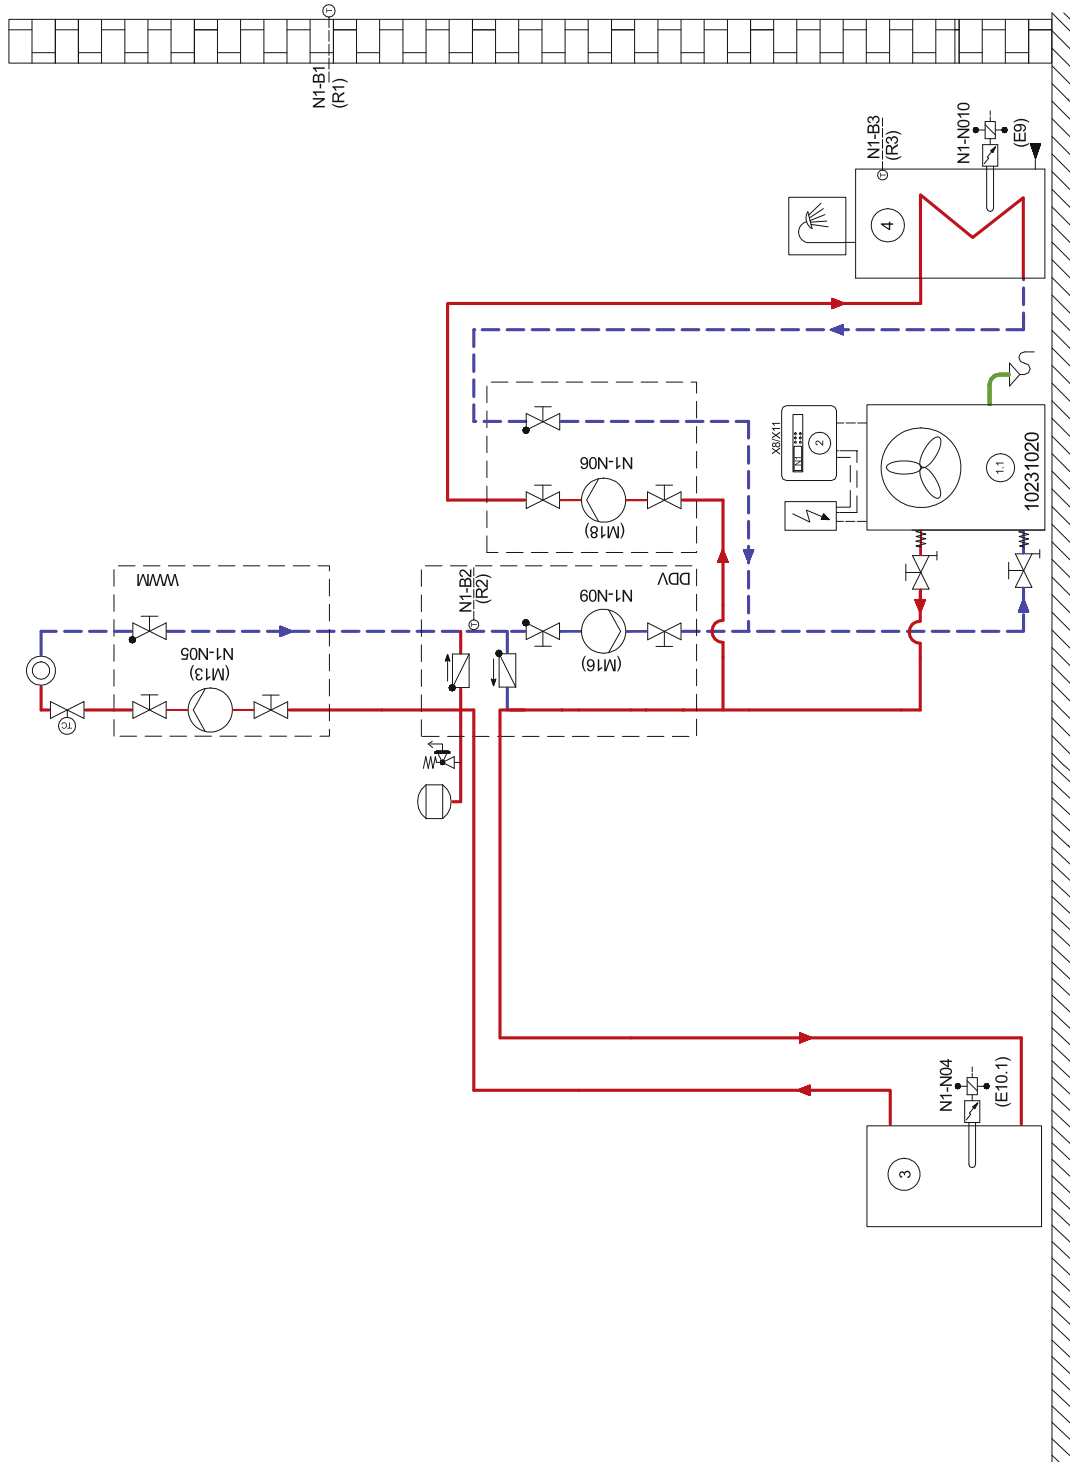 N1-B1
(R1)
N1-B3
(R3)
N1-N010
(E9)
4
T
T
X8/X11
N1
2
1.1
10231020
N1-N06
(M18)
WWM
N1-N05
(M13)
TC
N1-B2
(R2)
T
DDV
N1-N09
(M16)
N1-N04
(E10.1)
3